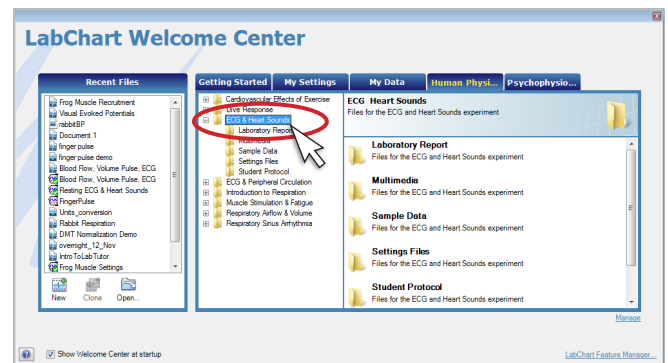 LabChart Welcome Center
Recent Files
Frog Muscle Recruitment
Visual Evoked Potentials
rabbitBP
Document 1
finger pulse
finger pulse demo
Blood Flow, Volume Pulse, ECG
Blood Flow, Volume Pulse, ECG
Resting ECG & Heart Sounds
FingerPulse
Units_conversion
Rabbit Respiration
DMT Normalization Demo
overnight_12_Nov
IntroToLabTutor
Frog Muscle Settings
New Clone Open...
Getting Started My Settings My Data Human Physi... Psychophysio...
Cardiovascular Effects of Exercise
Dive Response
ECG & Heart Sounds
Laboratory Report
Multimedia
Sample Data
Settings Files
Student Protocol
ECG & Peripheral Circulation
Introduction to Respiration
Muscle Stimulation & Fatigue
Respiratory Airflow & Volume
Respiratory Sinus Arrhythmia
ECG Heart Sounds
Files for the ECG and Heart Sounds experiment
Laboratory Report
Files for the ECG and Heart Sounds experiment
Multimedia
Files for the ECG and Heart Sounds experiment
Sample Data
Files for the ECG and Heart Sounds experiment
Settings Files
Files for the ECG and Heart Sounds experiment
Student Protocol
Files for the ECG and Heart Sounds experiment
Manage
Show Welcome Center at startup
LabChart Feature Manager...